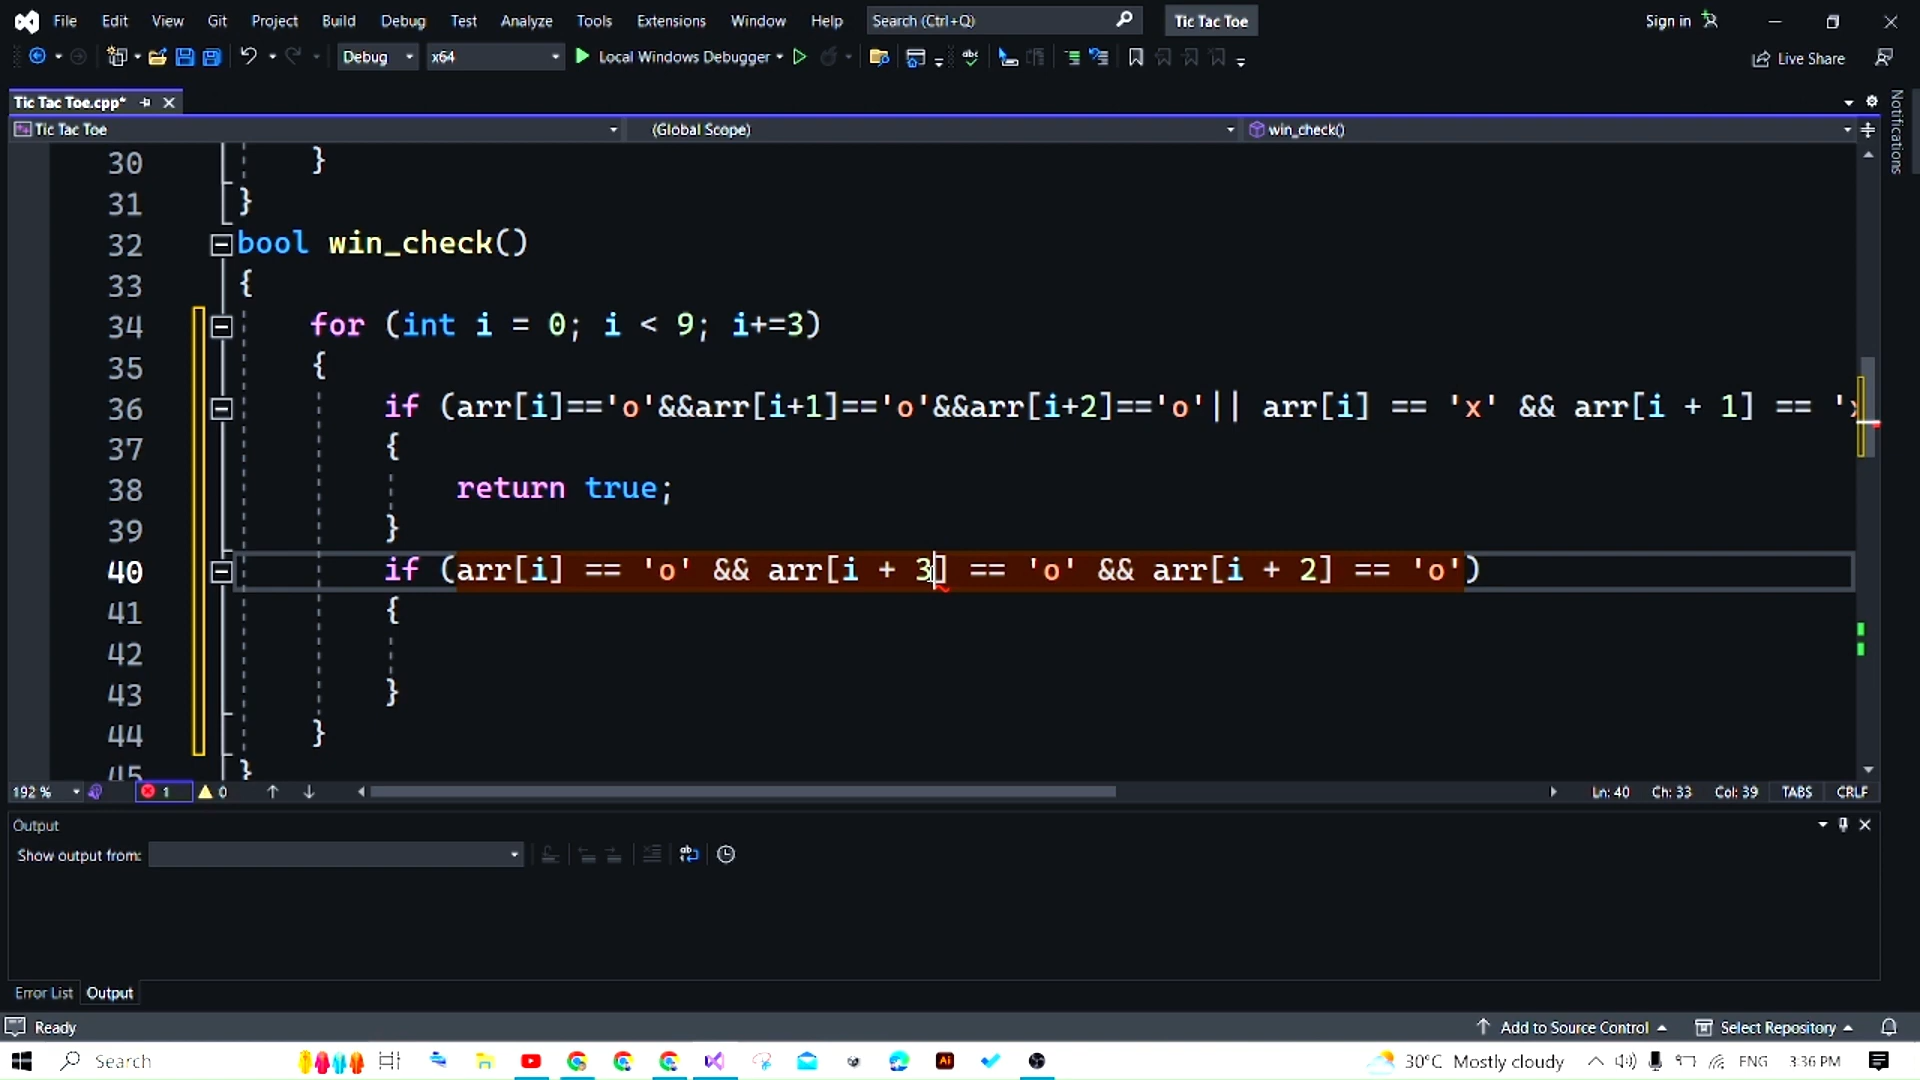 File Edit View Git Project Build Debug Test Analyze Tools Extensions Window Help Search (Ctrl+Q) Tic Tac Toe Sign in
Debug x64 Local Windows Debugger Live Share
Tic Tac Toe.cpp*
Tic Tac Toe (Global Scope) win_check()
Notifications
30 }
31 }
32 bool win_check()
33 {
34 for (int i = 0; i < 9; i+=3)
35 {
36 if (arr[i]=='o'&&arr[i+1]=='o'&&arr[i+2]=='o'|| arr[i] == 'x' && arr[i + 1] == 'x
37 {
38 return true;
39 }
40 if (arr[i] == 'o' && arr[i + 3] == 'o' && arr[i + 2] == 'o')
41 {
42
43 }
44 }
45 }
192 % 1 0 Ln: 40 Ch: 33 Col: 39 TABS CRLF
Output
Show output from:
Error List Output
Ready Add to Source Control Select Repository
Search 30°C Mostly cloudy ENG 3:36 PM